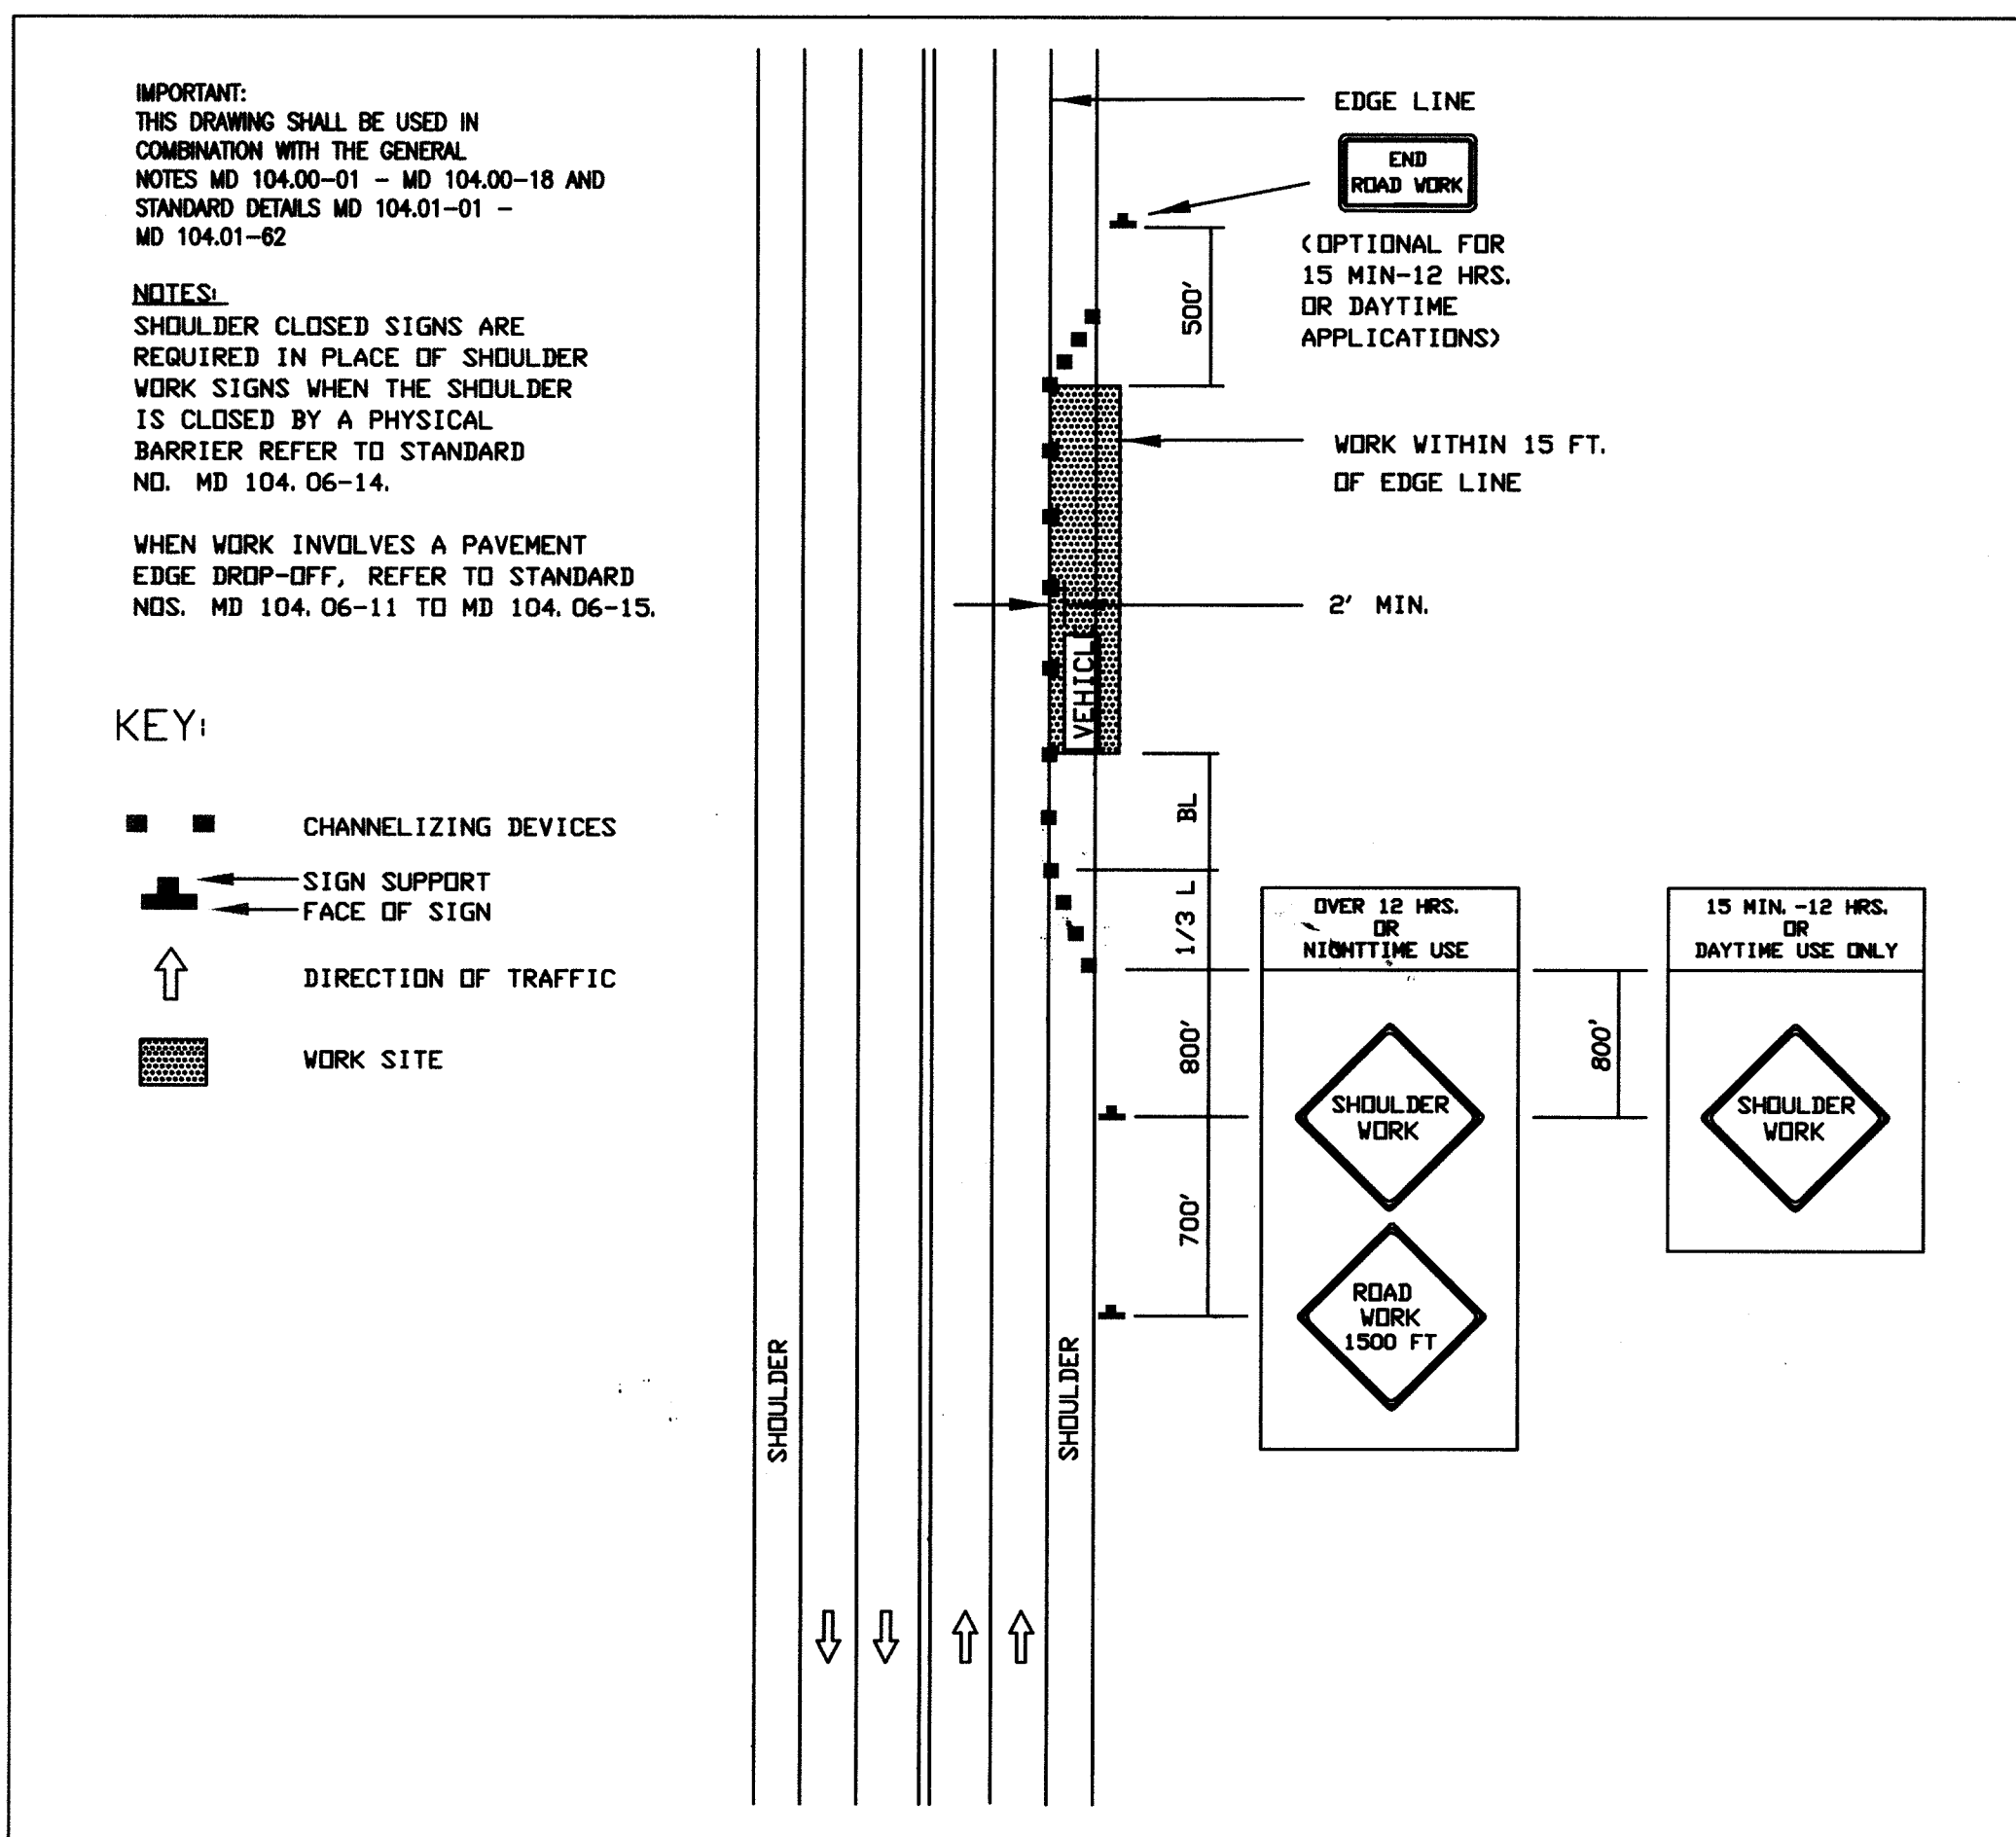 IMPORTANT:
THIS DRAWING SHALL BE USED IN
COMBINATION WITH THE GENERAL
NOTES MD 104.00-01 - MD 104.00-18 AND
STANDARD DETAILS MD 104.01-01 -
MD 104.01-62
NOTES:
SHOULDER CLOSED SIGNS ARE
REQUIRED IN PLACE OF SHOULDER
WORK SIGNS WHEN THE SHOULDER
IS CLOSED BY A PHYSICAL
BARRIER REFER TO STANDARD
NO. MD 104.06-14.
WHEN WORK INVOLVES A PAVEMENT
EDGE DROP-OFF, REFER TO STANDARD
NOS. MD 104.06-11 TO MD 104.06-15.
KEY:
CHANNELIZING DEVICES
SIGN SUPPORT
FACE OF SIGN
DIRECTION OF TRAFFIC
WORK SITE
EDGE LINE
END
ROAD WORK
(OPTIONAL FOR
15 MIN-12 HRS.
OR DAYTIME
APPLICATIONS)
500'
WORK WITHIN 15 FT.
OF EDGE LINE
2' MIN.
VEHICL
BL
1/3 L
800'
700'
OVER 12 HRS.
OR
NIGHTTIME USE
SHOULDER
WORK
ROAD
WORK
1500 FT
800'
15 MIN.-12 HRS.
OR
DAYTIME USE ONLY
SHOULDER
WORK
SHOULDER
SHOULDER